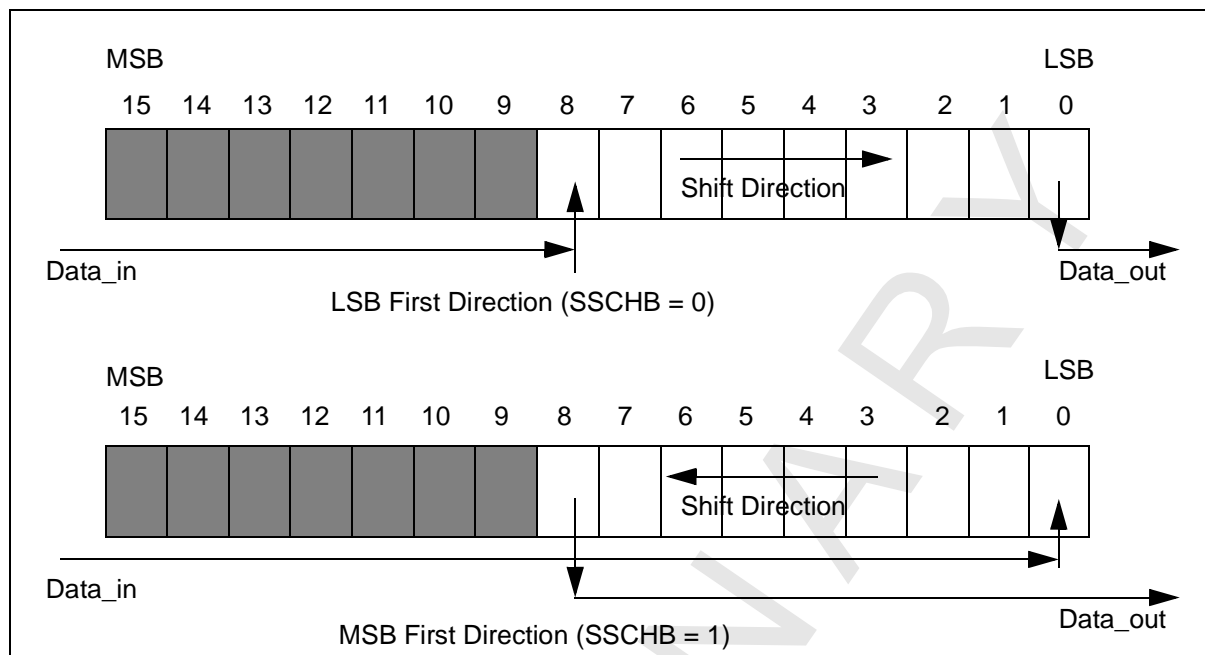 MSB LSB
15 14 13 12 11 10 9 8 7 6 5 4 3 2 1 0
Shift Direction
Data_in Data_out
LSB First Direction (SSCHB = 0)
MSB LSB
15 14 13 12 11 10 9 8 7 6 5 4 3 2 1 0
Shift Direction
Data_in
Data_out
MSB First Direction (SSCHB = 1)
NARY